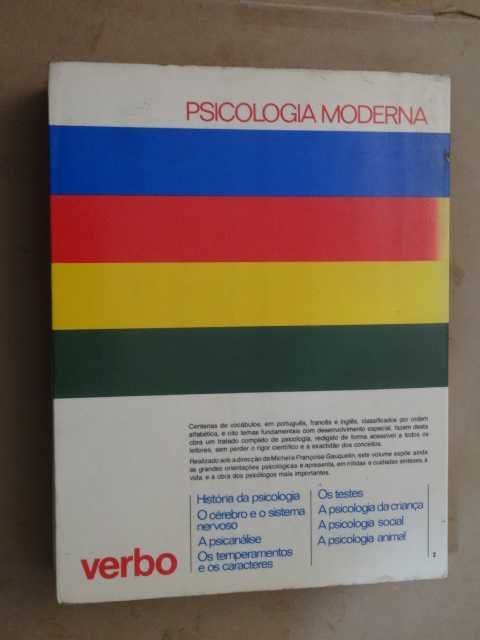 PSICOLOGIA MODERNA
Centenas de vocábulos, em português, francês e inglês, classificados por ordem
alfabética, e oito temas fundamentais com desenvolvimento especial, fazem desta
obra um tratado completo de psicologia, redigido de forma acessível a todos os
leitores, sem perder o rigor científico e a exactidão dos conceitos.
Realizado sob a direcção de Michel e Françoise Gauquelin, este volume expõe ainda
as grandes orientações psicológicas e apresenta, em nítidas e cuidadas sínteses, a
vida e a obra dos psicólogos mais importantes.
História da psicologia
O cérebro e o sistema
nervoso
A psicanálise
Os temperamentos
e os caracteres
Os testes
A psicologia da criança
A psicologia social
A psicologia animal
verbo